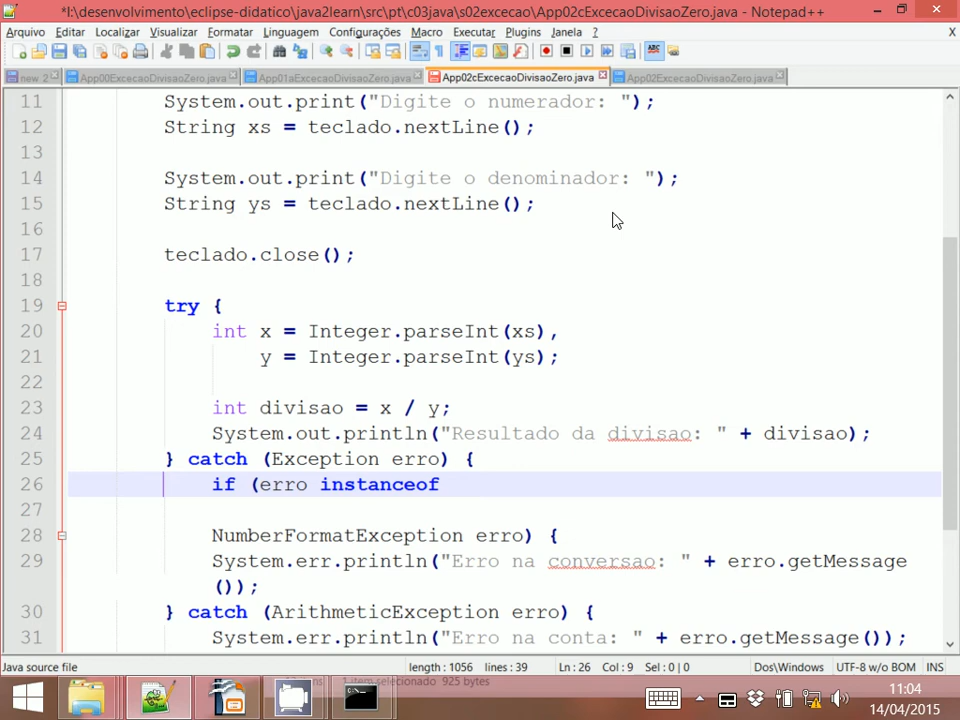 *I:\desenvolvimento\eclipse-didatico\java2learn\src\pt\c03java\s02excecao\App02cExcecaoDivisaoZero.java - Notepad++
Arquivo Editar Localizar Visualizar Formatar Linguagem Configurações Macro Executar Plugins Janela ? X
new 2 App00ExcecaoDivisaoZero.java App01aExcecaoDivisaoZero.java App02cExcecaoDivisaoZero.java App02ExcecaoDivisaoZero.java
11 System.out.print("Digite o numerador: ");
12 String xs = teclado.nextLine();
13
14 System.out.print("Digite o denominador: ");
15 String ys = teclado.nextLine();
16
17 teclado.close();
18
19 try {
20 int x = Integer.parseInt(xs),
21 y = Integer.parseInt(ys);
22
23 int divisao = x / y;
24 System.out.println("Resultado da divisao: " + divisao);
25 } catch (Exception erro) {
26 if (erro instanceof
27
28 NumberFormatException erro) {
29 System.err.println("Erro na conversao: " + erro.getMessage
());
30 } catch (ArithmeticException erro) {
31 System.err.println("Erro na conta: " + erro.getMessage());
Java source file length : 1056 lines : 39 Ln : 26 Col : 9 Sel : 0 | 0 Dos\Windows UTF-8 w/o BOM INS
1 item selecionado 925 bytes
11:04
14/04/2015